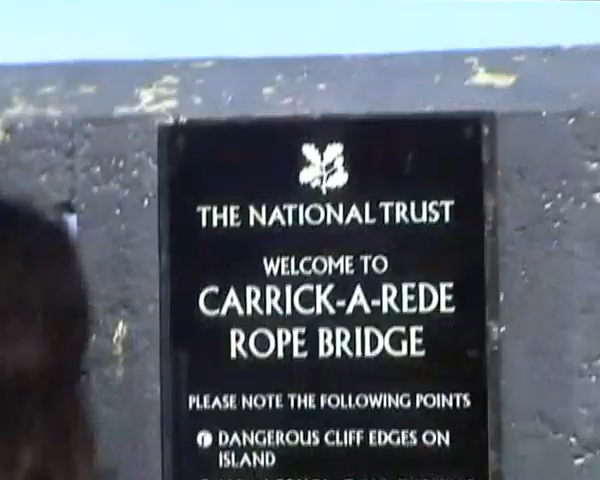 THE NATIONAL TRUST
WELCOME TO
CARRICK-A-REDE
ROPE BRIDGE
PLEASE NOTE THE FOLLOWING POINTS
DANGEROUS CLIFF EDGES ON
ISLAND